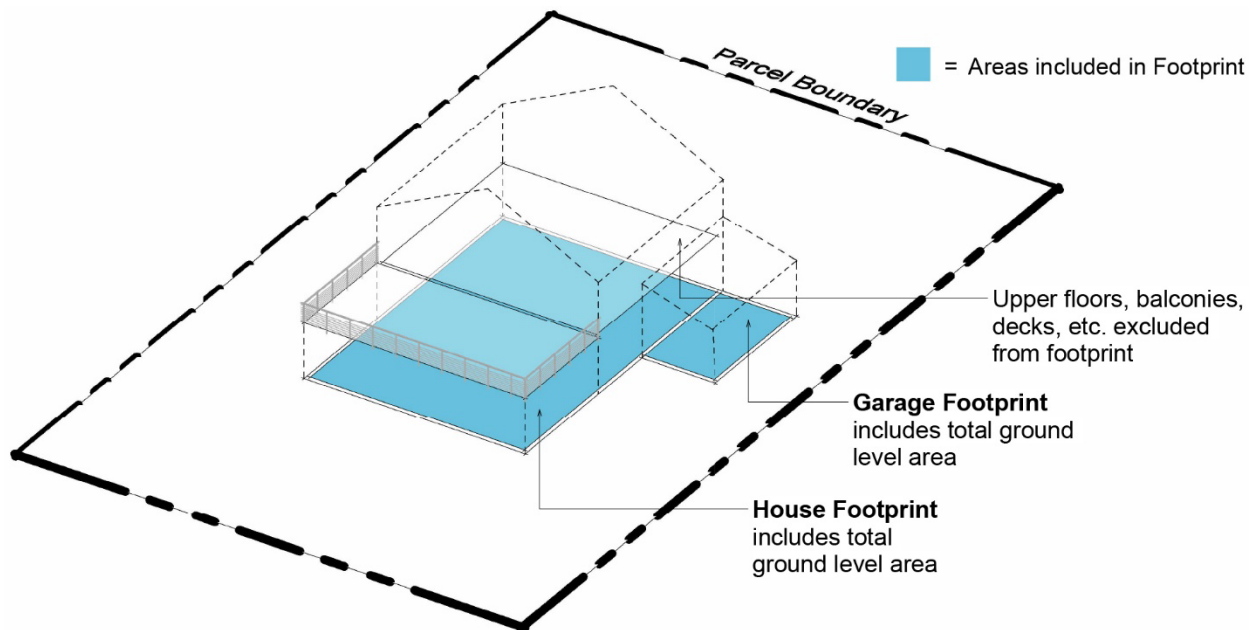 Parcel Boundary
= Areas included in Footprint
Upper floors, balconies,
decks, etc. excluded
from footprint
Garage Footprint
includes total ground
level area
House Footprint
includes total
ground level area